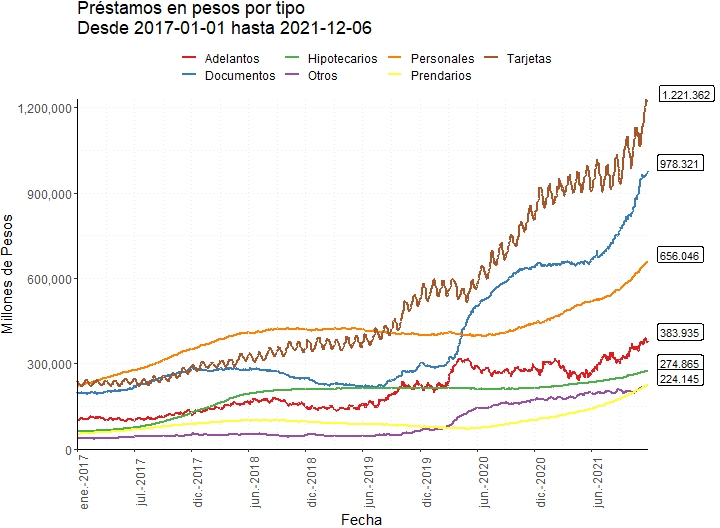 Préstamos en pesos por tipo
Desde 2017-01-01 hasta 2021-12-06
Adelantos Hipotecarios Personales Tarjetas
Documentos Otros Prendarios
1.221.362
1,200,000
978.321
900,000
656.046
600,000
383.935
300,000
274.865
224.145
0
Millones de Pesos
ene.-2017 jul.-2017 dic.-2017 jun.-2018 dic.-2018 jun.-2019 dic.-2019 jun.-2020 dic.-2020 jun.-2021
Fecha